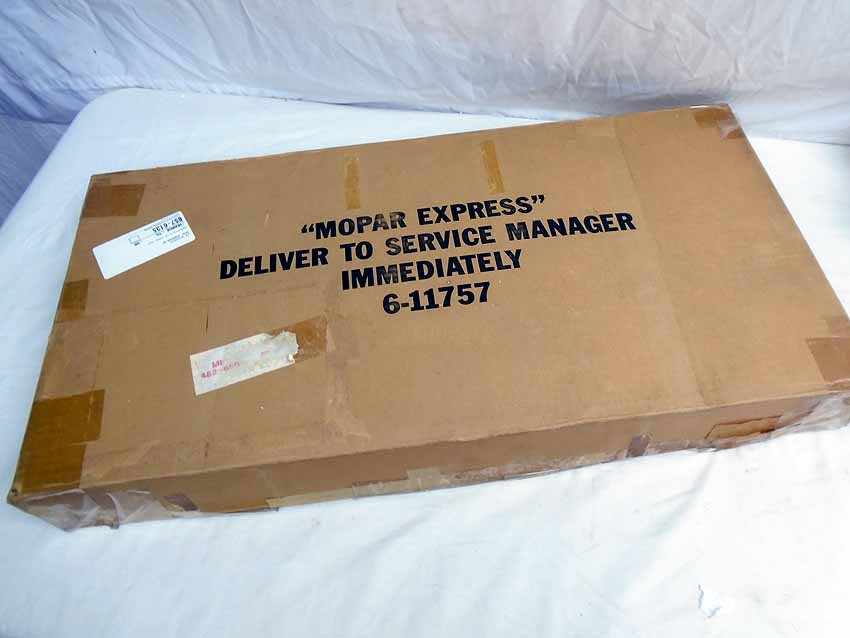 “MOPAR EXPRESS”
DELIVER TO SERVICE MANAGER
IMMEDIATELY
6-11757